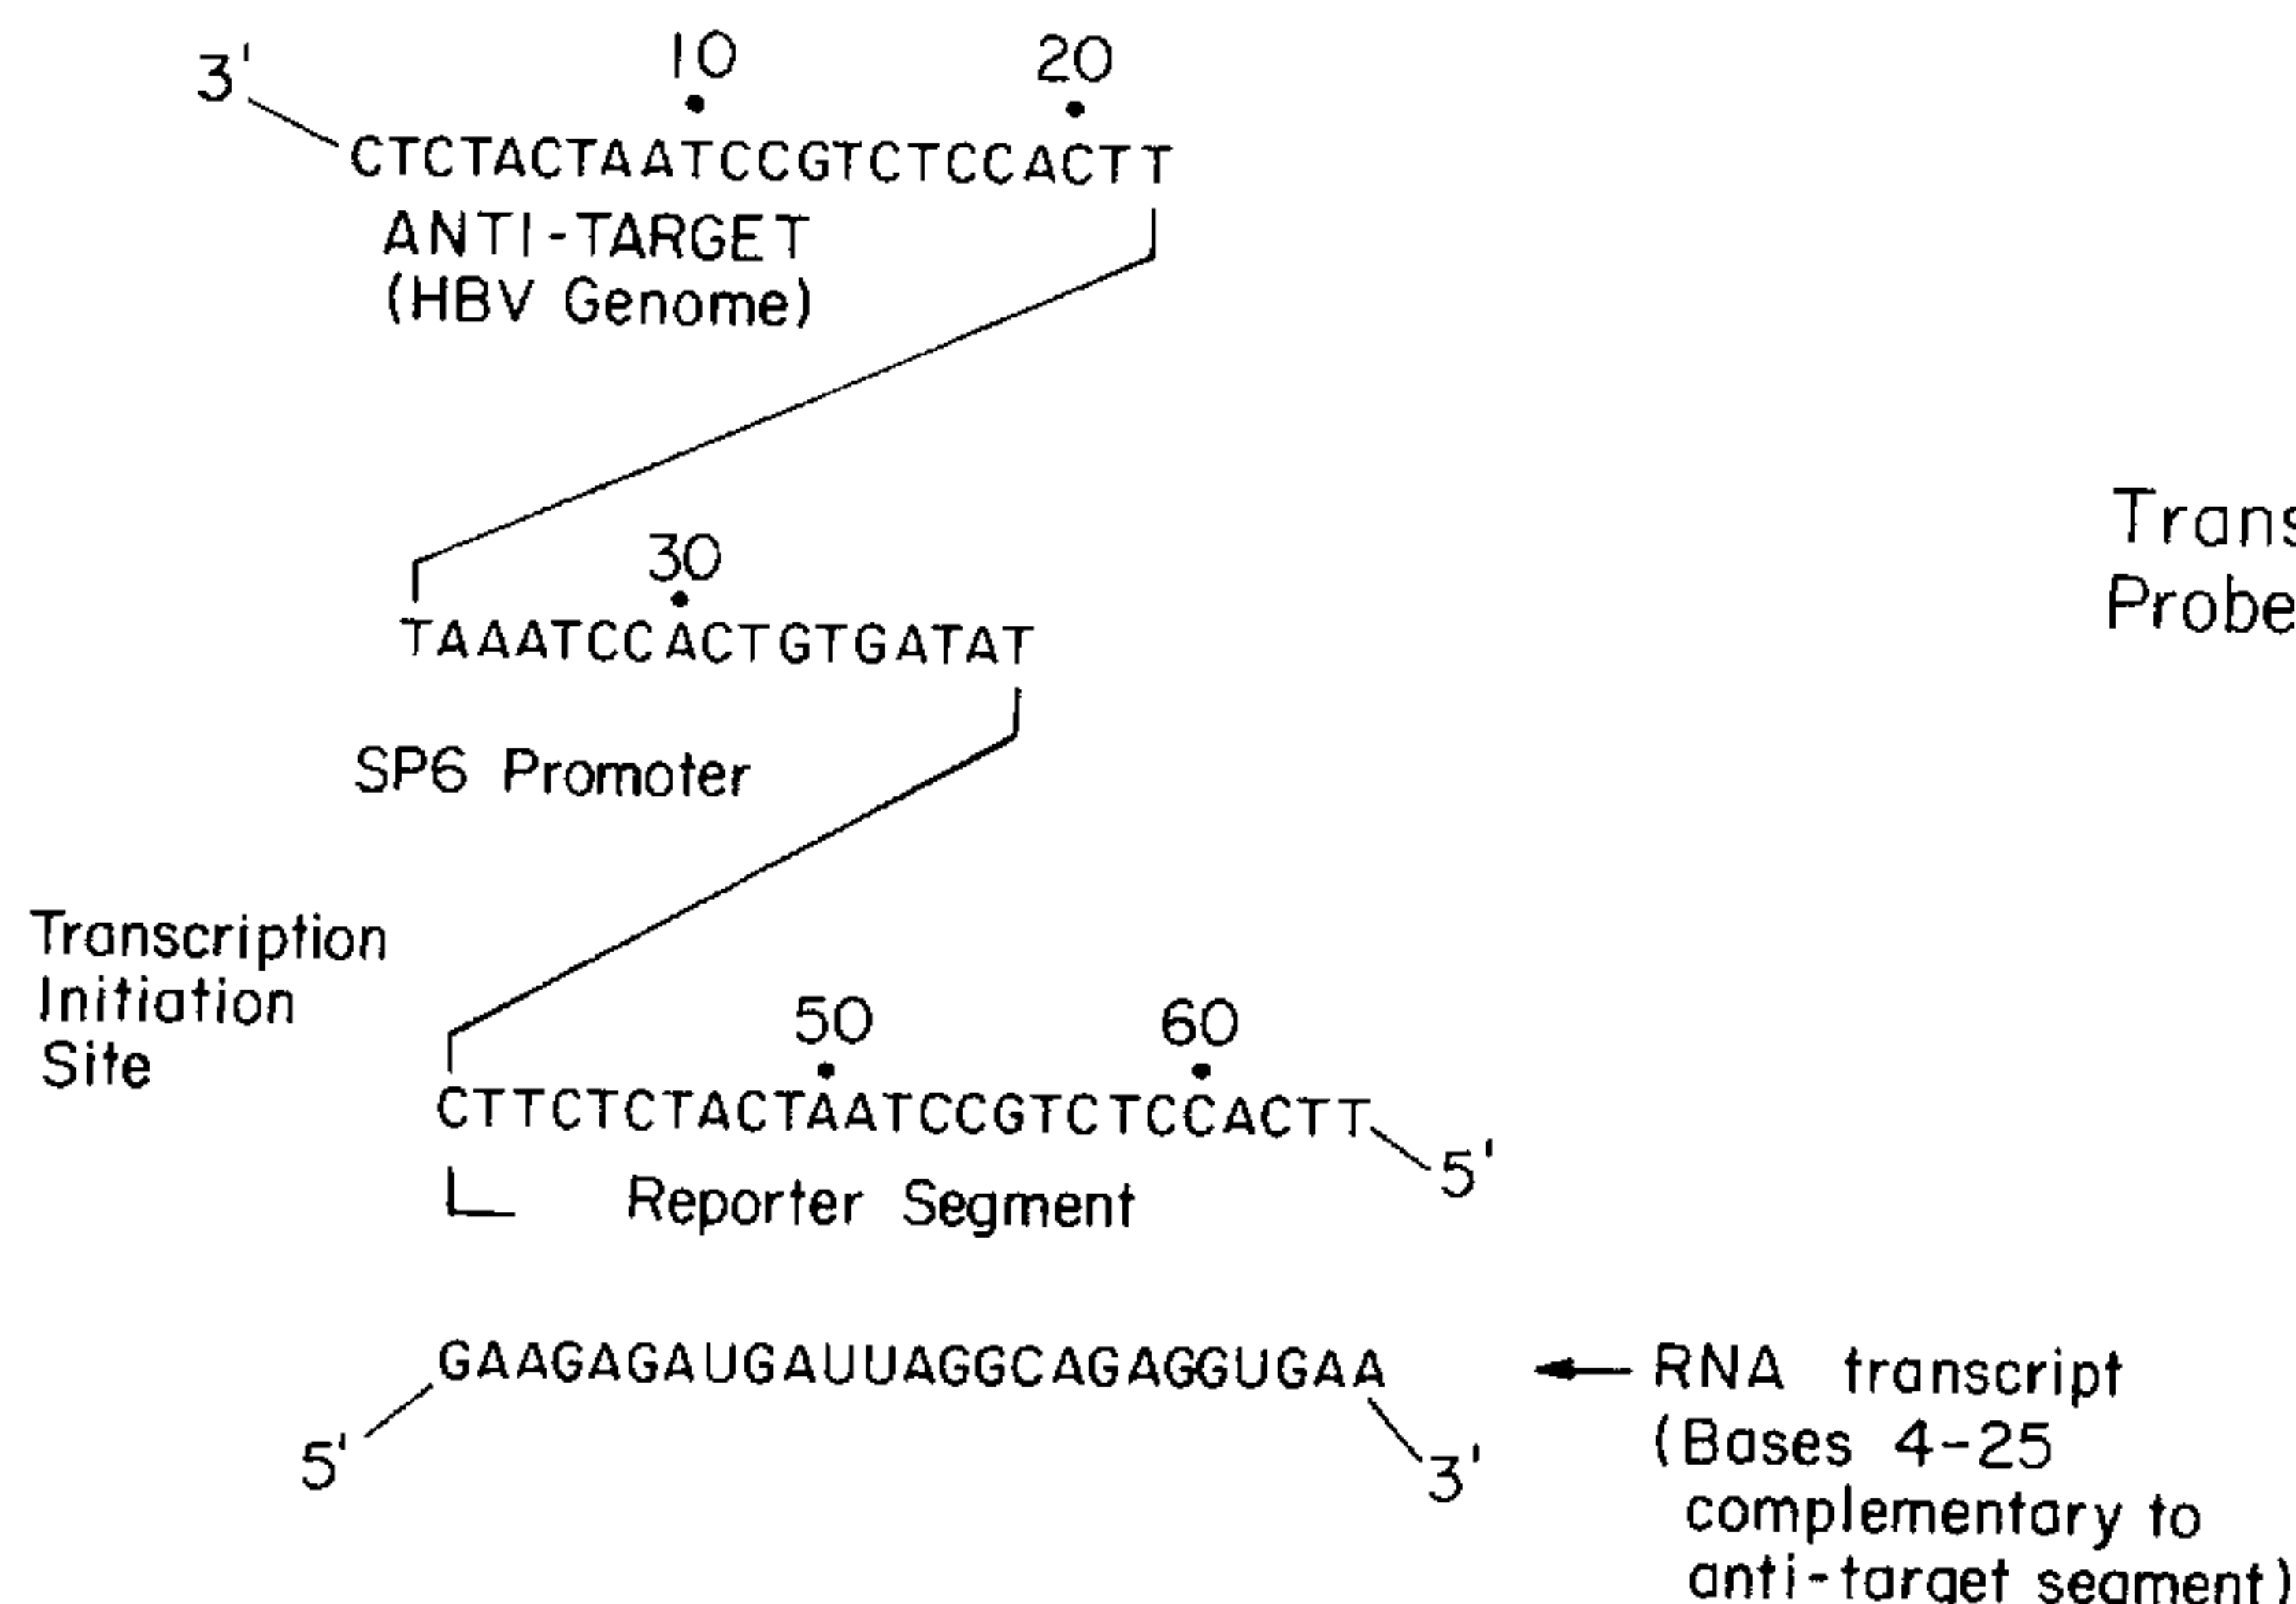 3'
10
20
CTCTACTAATCCGTCTCCACTT
ANTI-TARGET
(HBV Genome)
30
TAAATCCACTGTGATAT
SP6 Promoter
Trans
Probe
Transcription
Initiation
Site
50
60
CTTCTCTACTAATCCGTCTCCACTT
5'
Reporter Segment
GAAGAGAUGAUUAGGCAGAGGUGAA
5'
3'
RNA transcript
(Bases 4-25
complementary to
anti-target segment)